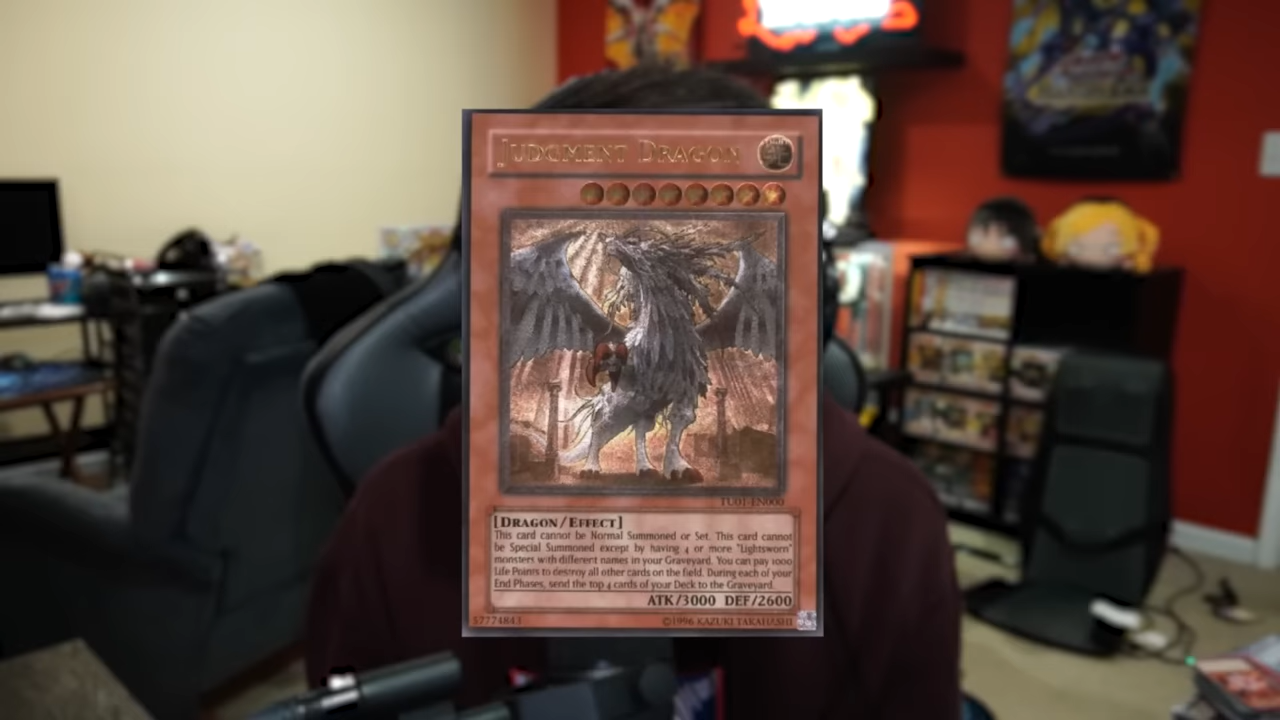 JUDGMENT DRAGON
TU01-EN000
[DRAGON/EFFECT]
This card cannot be Normal Summoned or Set. This card cannot
be Special Summoned except by having 4 or more "Lightsworn"
monsters with different names in your Graveyard. You can pay 1000
Life Points to destroy all other cards on the field. During each of your
End Phases, send the top 4 cards of your Deck to the Graveyard.
ATK/3000 DEF/2600
57774843
©1996 KAZUKI TAKAHASHI